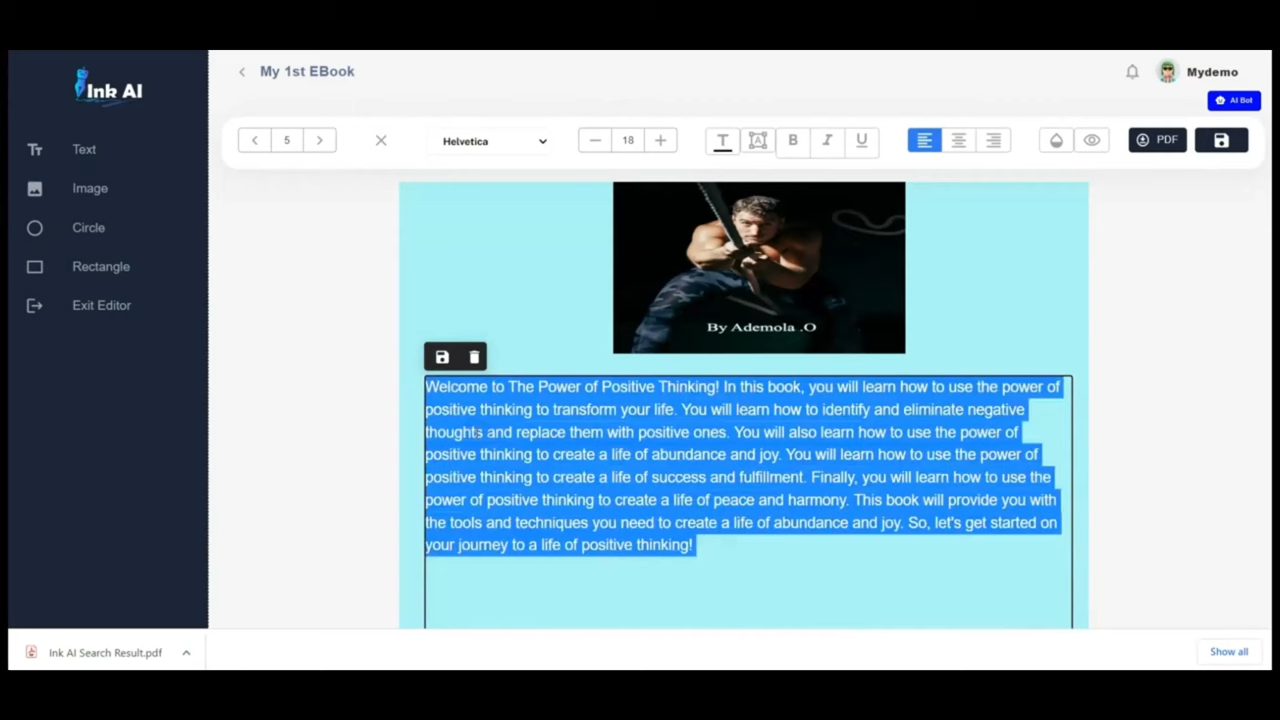 Ink AI
My 1st EBook
Mydemo
AI Bot
Text
Image
Circle
Rectangle
Exit Editor
5
Helvetica
18
T
A
B
I
U
PDF
By Ademola .O
Welcome to The Power of Positive Thinking! In this book, you will learn how to use the power of
positive thinking to transform your life. You will learn how to identify and eliminate negative
thoughts and replace them with positive ones. You will also learn how to use the power of
positive thinking to create a life of abundance and joy. You will learn how to use the power of
positive thinking to create a life of success and fulfillment. Finally, you will learn how to use the
power of positive thinking to create a life of peace and harmony. This book will provide you with
the tools and techniques you need to create a life of abundance and joy. So, let's get started on
your journey to a life of positive thinking!
Ink AI Search Result.pdf
Show all